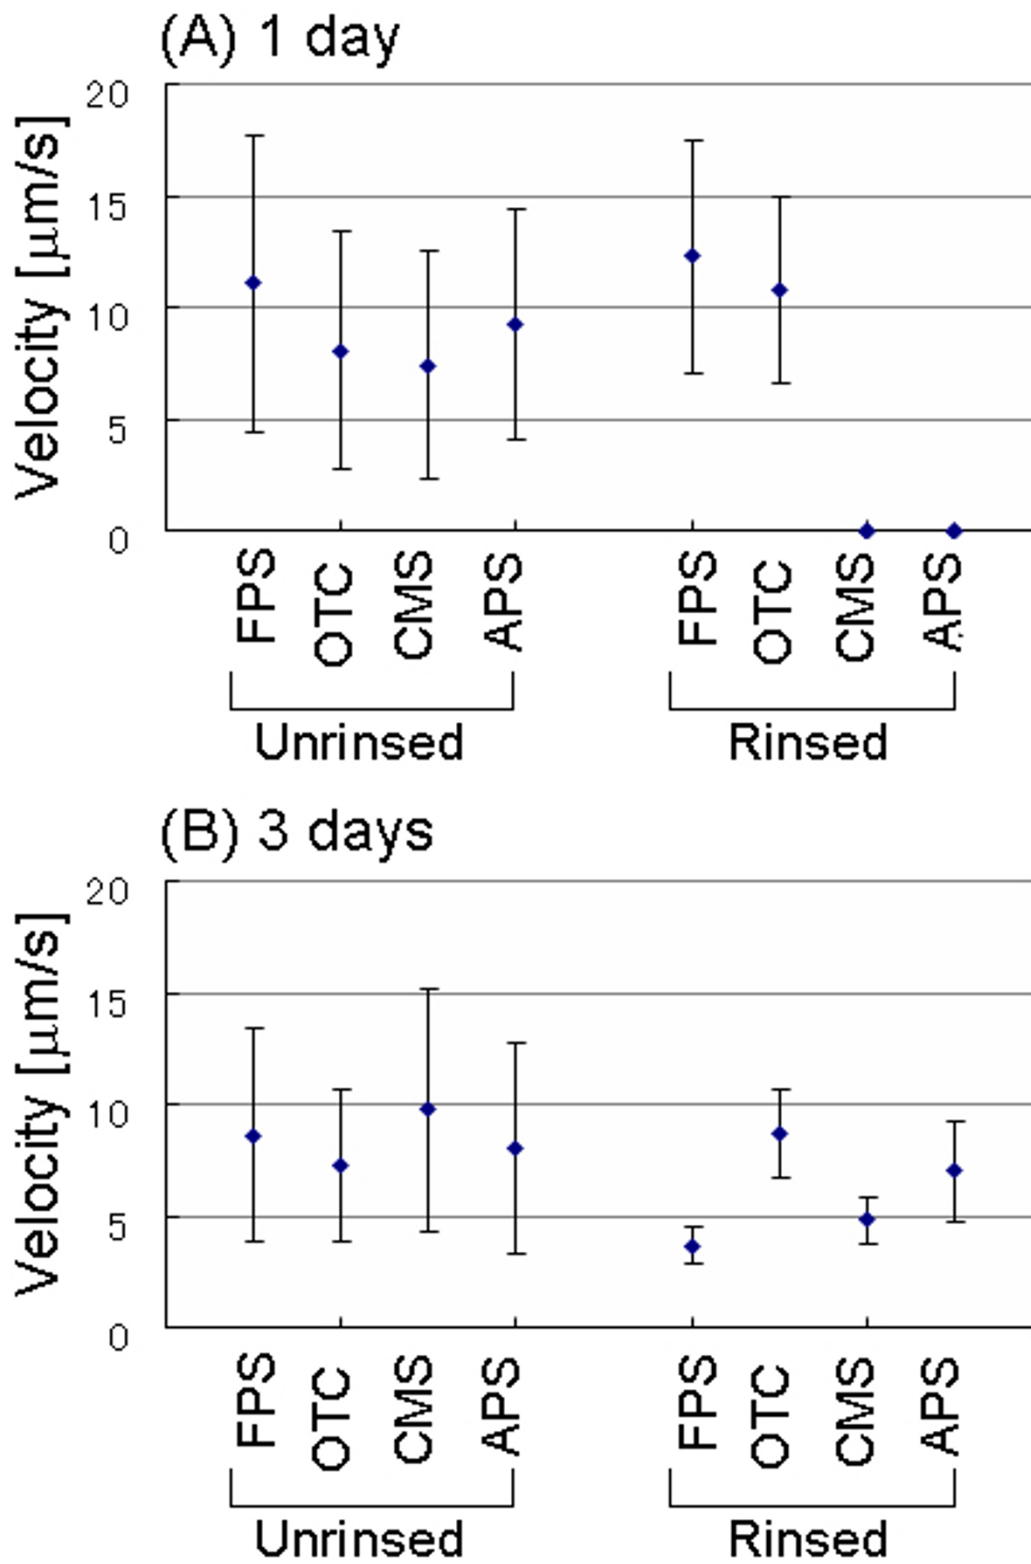 (A) 1 day
Velocity [μm/s]
20
15
10
5
0
FPS OTC CMS APS FPS OTC CMS APS
Unrinsed Rinsed
(B) 3 days
Velocity [μm/s]
20
15
10
5
0
FPS OTC CMS APS FPS OTC CMS APS
Unrinsed Rinsed